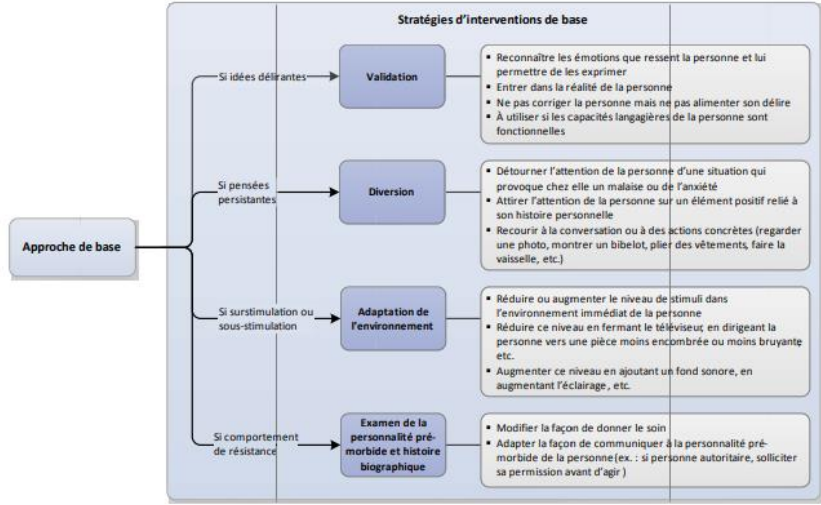 Stratégies d'interventions de base
Approche de base
Si idées délirantes
Validation
▪ Reconnaître les émotions que ressent la personne et lui
permettre de les exprimer
▪ Entrer dans la réalité de la personne
▪ Ne pas corriger la personne mais ne pas alimenter son délire
▪ À utiliser si les capacités langagières de la personne sont
fonctionnelles
Si pensées
persistantes
Diversion
▪ Détourner l'attention de la personne d'une situation qui
provoque chez elle un malaise ou de l'anxiété
▪ Attirer l'attention de la personne sur un élément positif relié à
son histoire personnelle
▪ Recourir à la conversation ou à des actions concrètes (regarder
une photo, montrer un bibelot, plier des vêtements, faire la
vaisselle, etc.)
Si surstimulation ou
sous-stimulation
Adaptation de
l'environnement
▪ Réduire ou augmenter le niveau de stimuli dans
l'environnement immédiat de la personne
▪ Réduire ce niveau en fermant le téléviseur, en dirigeant la
personne vers une pièce moins encombrée ou moins bruyante,
etc.
▪ Augmenter ce niveau en ajoutant un fond sonore, en
augmentant l'éclairage, etc.
Si comportement
de résistance
Examen de la
personnalité pré-
morbide et histoire
biographique
▪ Modifier la façon de donner le soin
▪ Adapter la façon de communiquer à la personnalité pré-
morbide de la personne (ex. : si personne autoritaire, solliciter
sa permission avant d'agir )